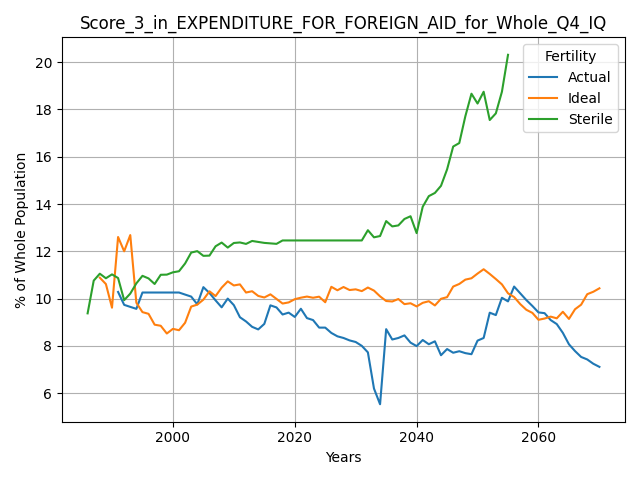 Score_3_in_EXPENDITURE_FOR_FOREIGN_AID_for_Whole_Q4_IQ
Fertility
Actual
Ideal
Sterile
% of Whole Population
20
18
16
14
12
10
8
6
2000
2020
2040
2060
Years